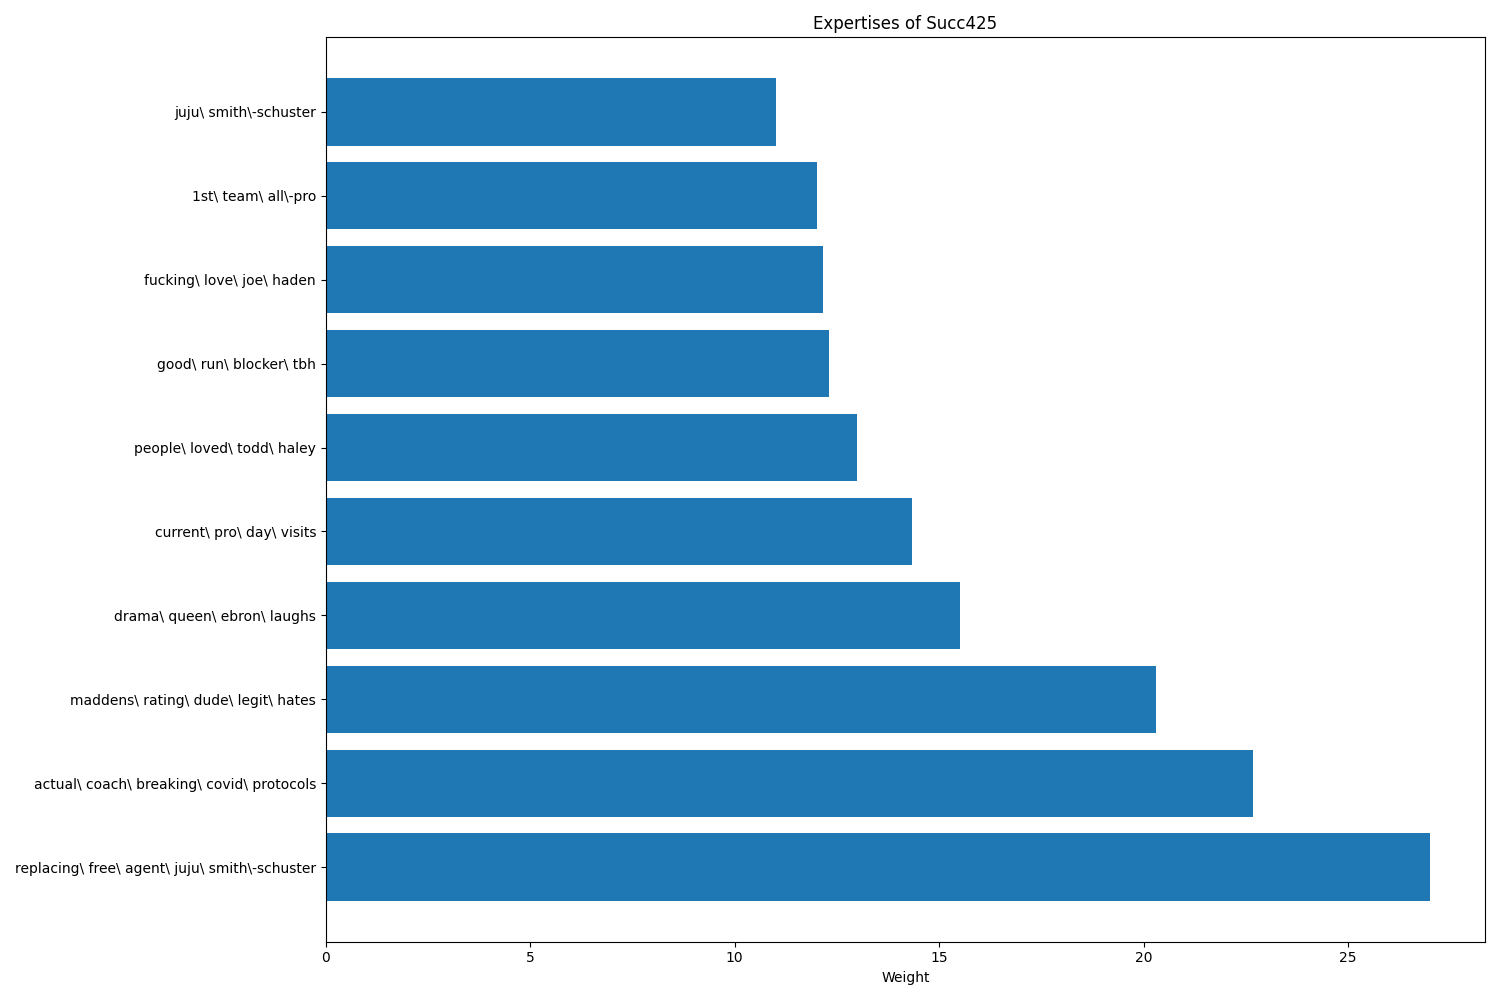 Expertises of Succ425
juju\ smith\-schuster
1st\ team\ all\-pro
fucking\ love\ joe\ haden
good\ run\ blocker\ tbh
people\ loved\ todd\ haley
current\ pro\ day\ visits
drama\ queen\ ebron\ laughs
maddens\ rating\ dude\ legit\ hates
actual\ coach\ breaking\ covid\ protocols
replacing\ free\ agent\ juju\ smith\-schuster
0 5 10 15 20 25
Weight